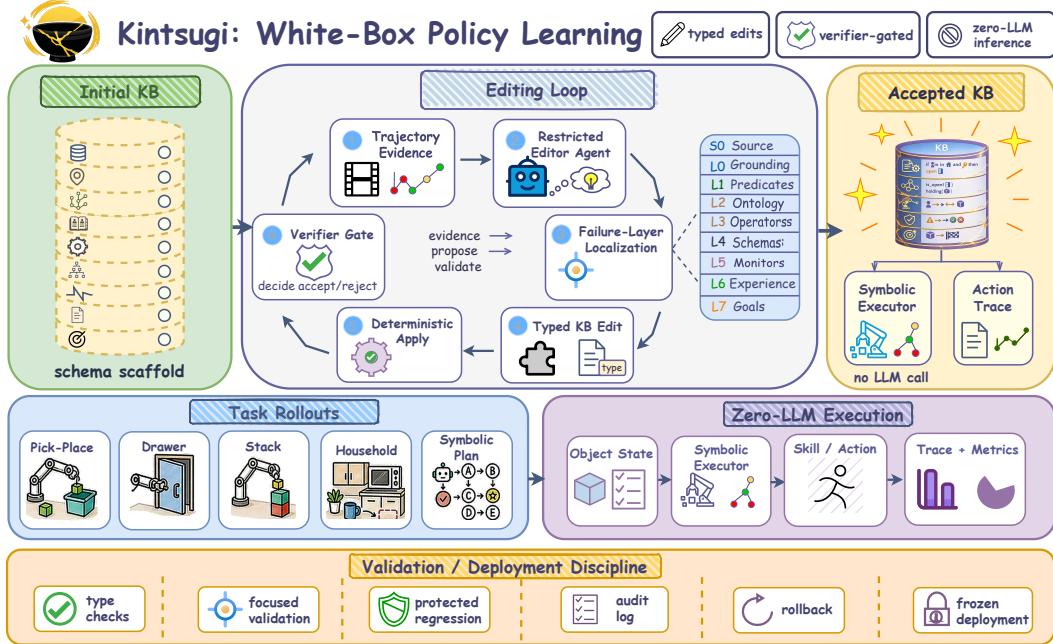 Kintsugi: White-Box Policy Learning
typed edits
verifier-gated
zero-LLM
inference
Initial KB
schema scaffold
Editing Loop
Trajectory
Evidence
Restricted
Editor Agent
Verifier Gate
decide accept/reject
evidence
propose
validate
Failure-Layer
Localization
Deterministic
Apply
Typed KB Edit
type
S0 Source
L0 Grounding
L1 Predicates
L2 Ontology
L3 Operatorss
L4 Schemas:
L5 Monitors
L6 Experience
L7 Goals
Accepted KB
KB
is_open(
holding(
Symbolic
Executor
Action
Trace
no LLM call
Task Rollouts
Pick-Place
Drawer
Stack
Household
Symbolic
Plan
A
B
C
D
E
Zero-LLM Execution
Object State
Symbolic
Executor
Skill / Action
Trace + Metrics
Validation / Deployment Discipline
type
checks
focused
validation
protected
regression
audit
log
rollback
frozen
deployment